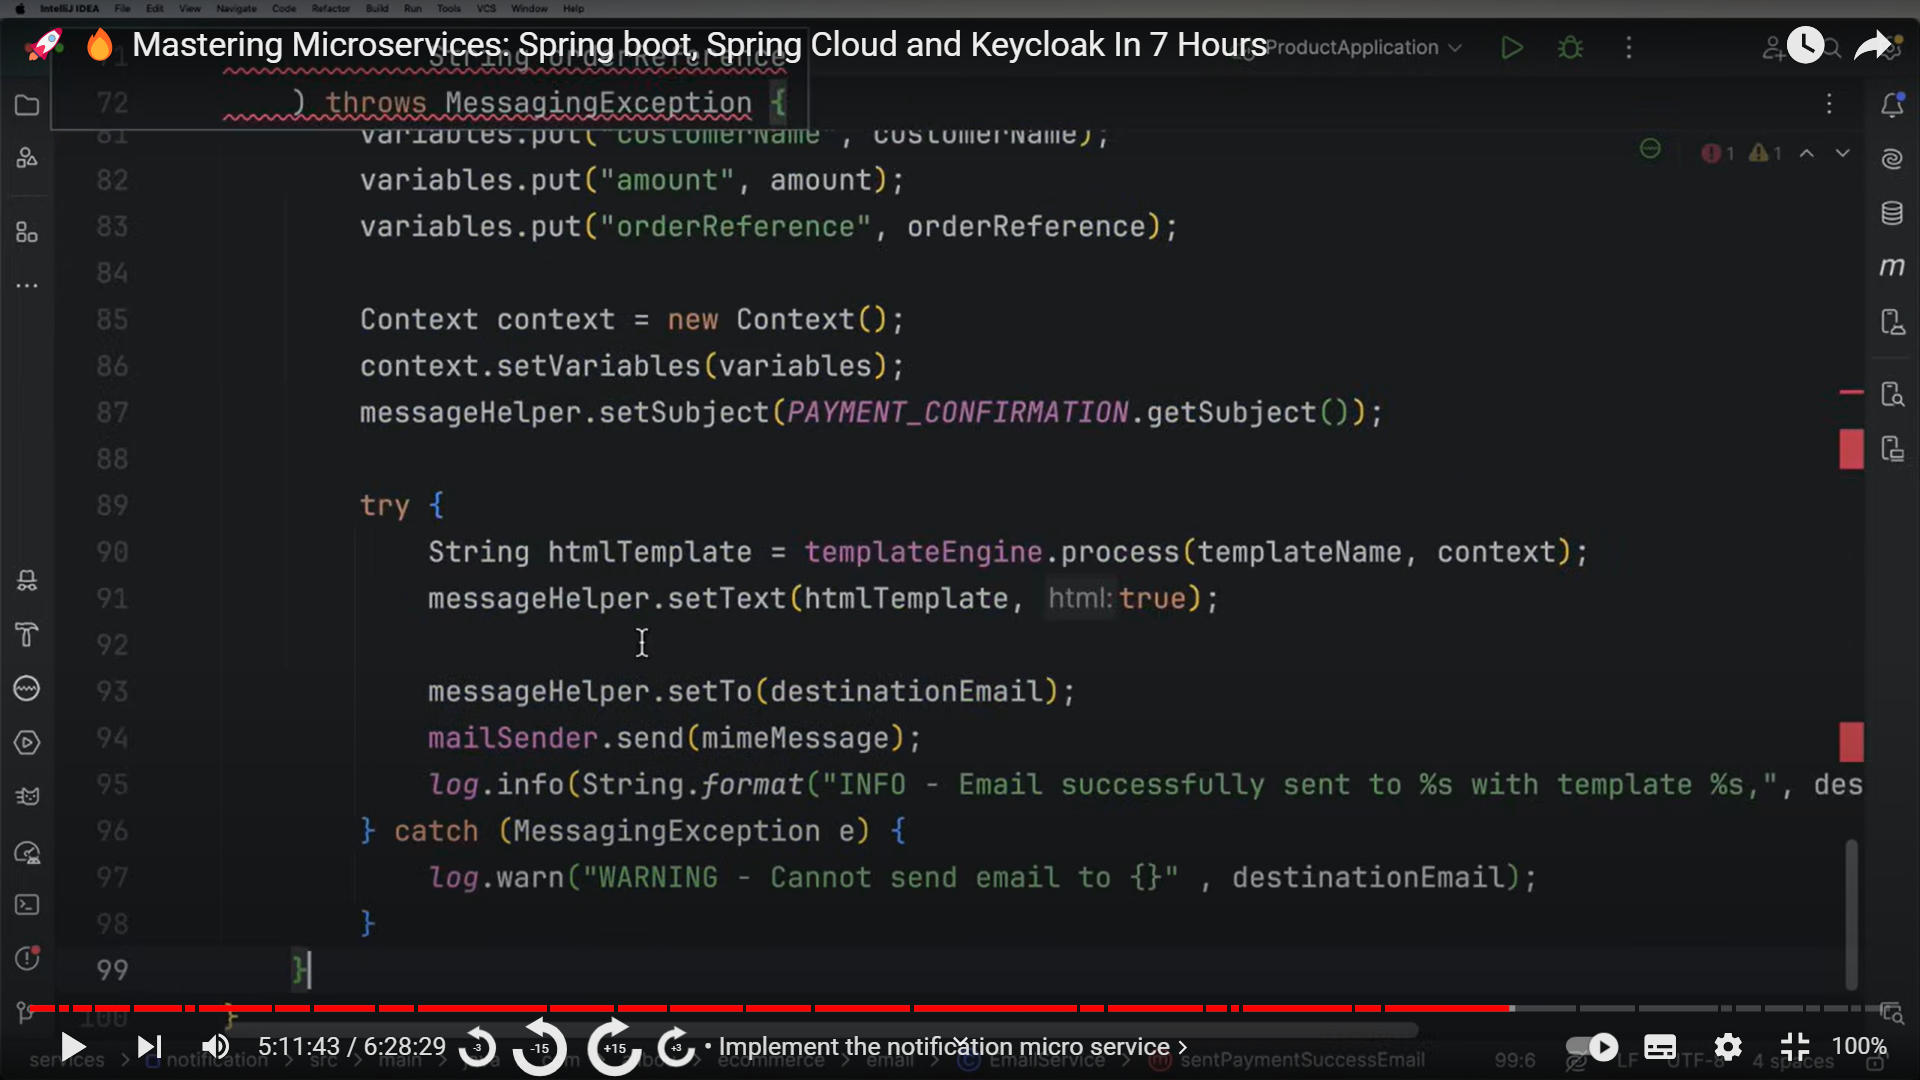 IntelliJ IDEA File Edit View Navigate Code Refactor Build Run Tools VCS Window Help
🚀 🔥 Mastering Microservices: Spring boot, Spring Cloud and Keycloak In 7 Hours
ProductApplication
71 String orderReference
72 ) throws MessagingException {
81 variables.put("customerName", customerName);
1 1
82 variables.put("amount", amount);
83 variables.put("orderReference", orderReference);
84
85 Context context = new Context();
86 context.setVariables(variables);
87 messageHelper.setSubject(PAYMENT_CONFIRMATION.getSubject());
88
89 try {
90 String htmlTemplate = templateEngine.process(templateName, context);
91 messageHelper.setText(htmlTemplate, html: true);
92
93 messageHelper.setTo(destinationEmail);
94 mailSender.send(mimeMessage);
95 log.info(String.format("INFO - Email successfully sent to %s with template %s,", des
96 } catch (MessagingException e) {
97 log.warn("WARNING - Cannot send email to {}" , destinationEmail);
98 }
99 }
100 }
5:11:43 / 6:28:29 -3 -15 +15 +3 • Implement the notification micro service > 100%
services notification src main ecommerce email EmailService sentPaymentSuccessEmail 99:6 LF UTF-8 4 spaces